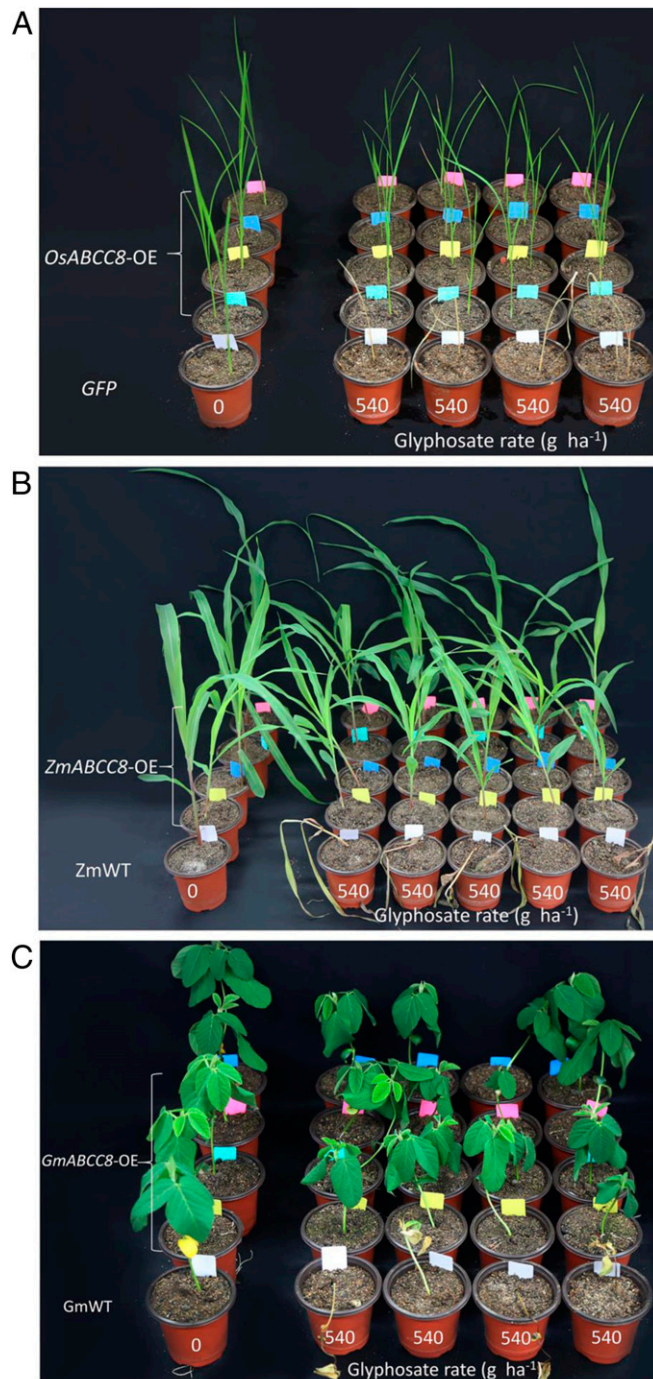 A
OsABCC8-OE
GFP
0
540
540
540
540
Glyphosate rate (g ha⁻¹)
B
ZmABCC8-OE
ZmWT
0
540
540
540
540
540
Glyphosate rate (g ha⁻¹)
C
GmABCC8-OE
GmWT
0
540
540
540
540
Glyphosate rate (g ha⁻¹)